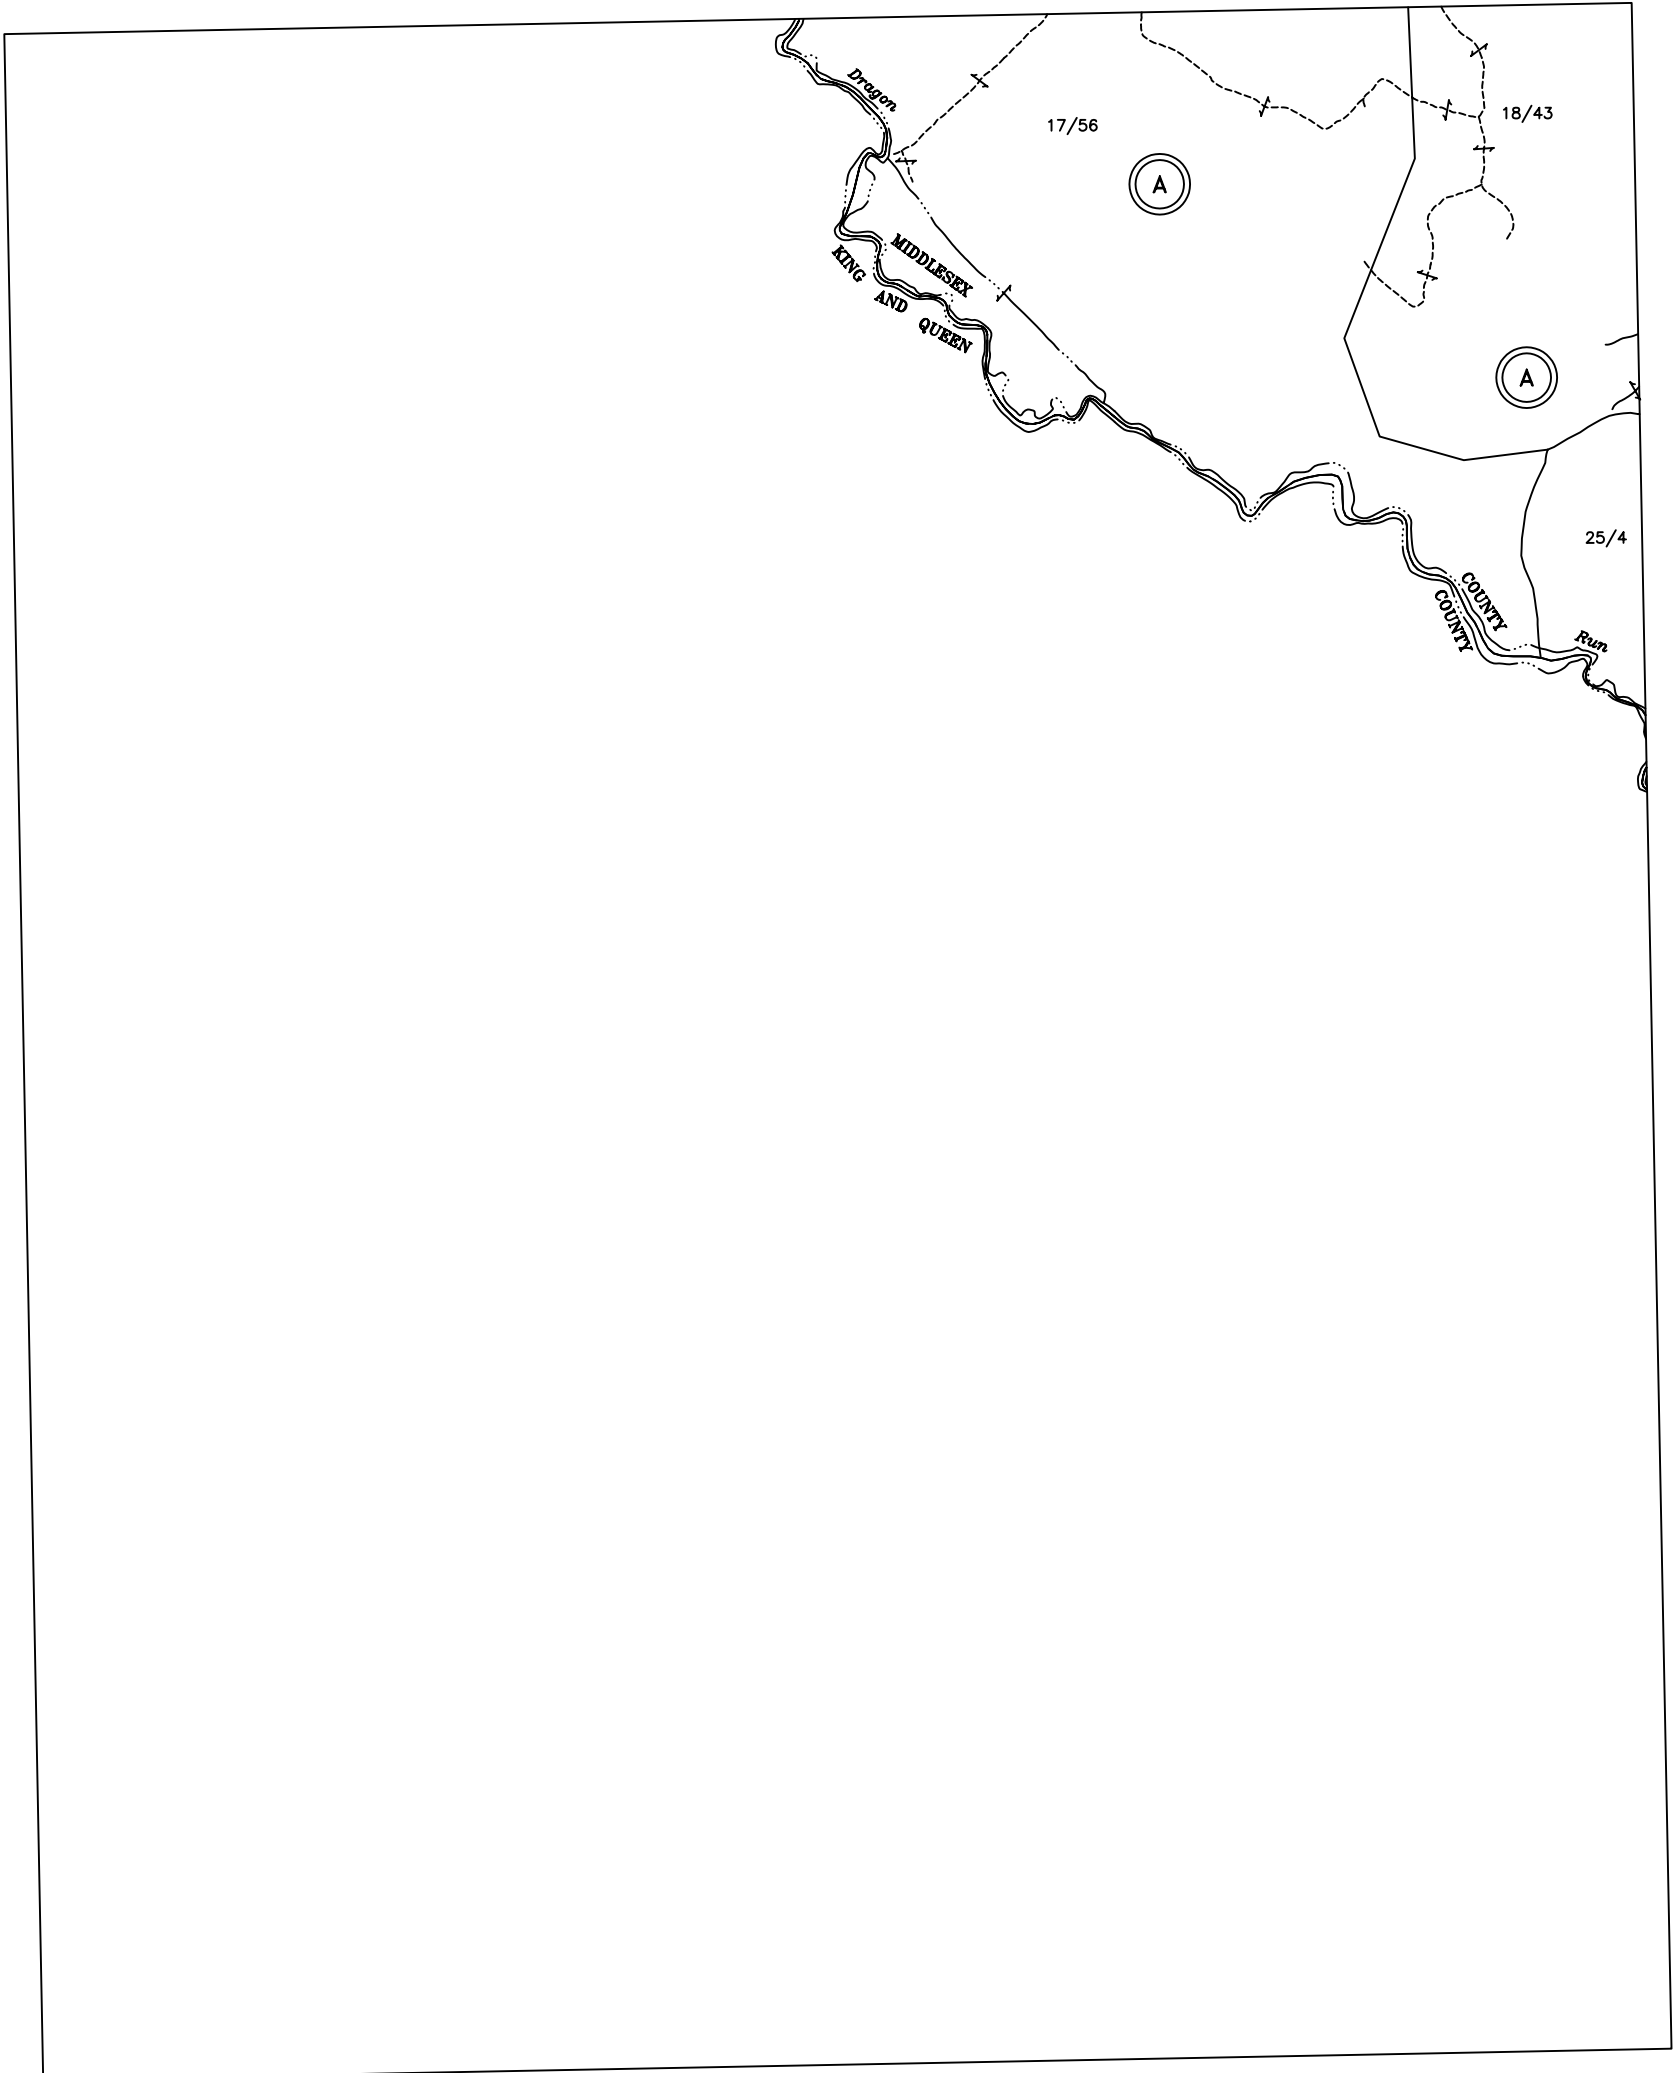 Dragon
17/56
18/43
A
MIDDLESEX
KING AND QUEEN
A
25/4
COUNTY
COUNTY
Run